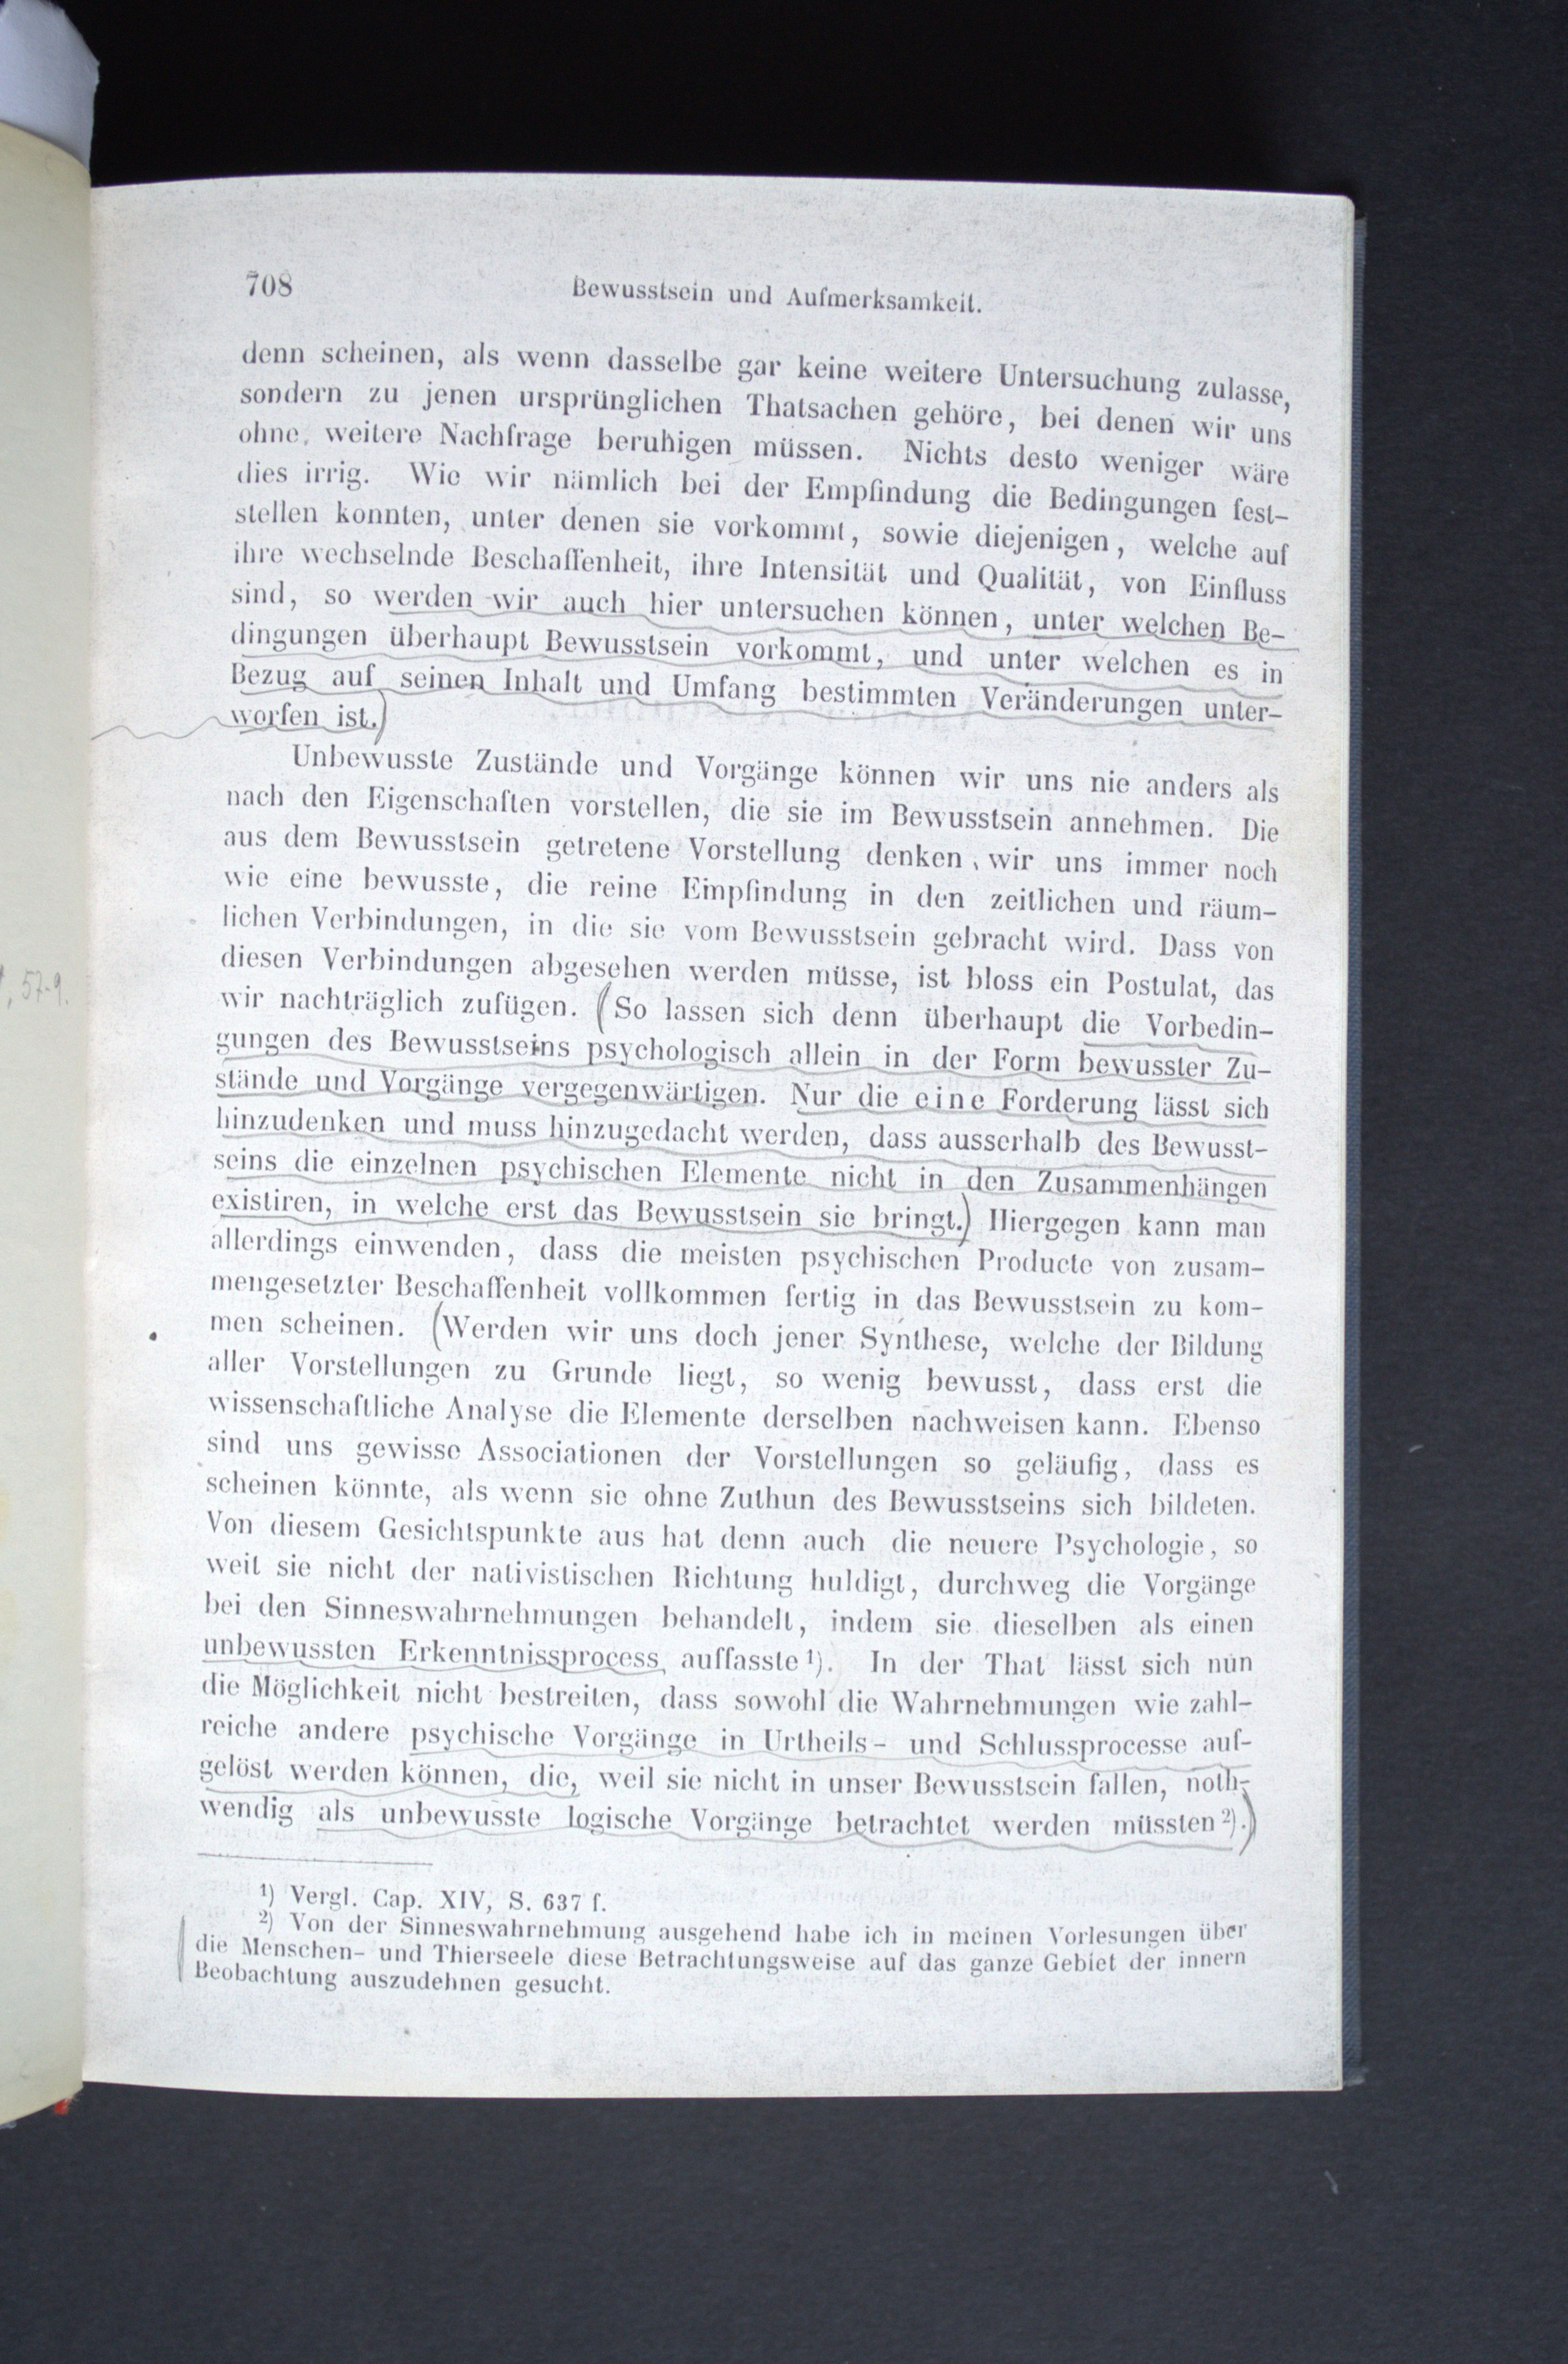 708 Bewusstsein und Aufmerksamkeit.
denn scheinen, als wenn dasselbe gar keine weitere Untersuchung zulasse,
sondern zu jenen ursprünglichen Thatsachen gehöre, bei denen wir uns
ohne weitere Nachfrage beruhigen müssen. Nichts desto weniger wäre
dies irrig. Wie wir nämlich bei der Empfindung die Bedingungen fest-
stellen konnten, unter denen sie vorkommt, sowie diejenigen, welche auf
ihre wechselnde Beschaffenheit, ihre Intensität und Qualität, von Einfluss
sind, so werden wir auch hier untersuchen können, unter welchen Be-
dingungen überhaupt Bewusstsein vorkommt, und unter welchen es in
Bezug auf seinen Inhalt und Umfang bestimmten Veränderungen unter-
worfen ist.)
Unbewusste Zustände und Vorgänge können wir uns nie anders als
nach den Eigenschaften vorstellen, die sie im Bewusstsein annehmen. Die
aus dem Bewusstsein getretene Vorstellung denken wir uns immer noch
wie eine bewusste, die reine Empfindung in den zeitlichen und räum-
lichen Verbindungen, in die sie vom Bewusstsein gebracht wird. Dass von
diesen Verbindungen abgesehen werden müsse, ist bloss ein Postulat, das
, 57-9.
wir nachträglich zufügen. (So lassen sich denn überhaupt die Vorbedin-
gungen des Bewusstseins psychologisch allein in der Form bewusster Zu-
stände und Vorgänge vergegenwärtigen. Nur die eine Forderung lässt sich
hinzudenken und muss hinzugedacht werden, dass ausserhalb des Bewusst-
seins die einzelnen psychischen Elemente nicht in den Zusammenhängen
existiren, in welche erst das Bewusstsein sie bringt.) Hiergegen kann man
allerdings einwenden, dass die meisten psychischen Producte von zusam-
mengesetzter Beschaffenheit vollkommen fertig in das Bewusstsein zu kom-
men scheinen. (Werden wir uns doch jener Synthese, welche der Bildung
aller Vorstellungen zu Grunde liegt, so wenig bewusst, dass erst die
wissenschaftliche Analyse die Elemente derselben nachweisen kann. Ebenso
sind uns gewisse Associationen der Vorstellungen so geläufig, dass es
scheinen könnte, als wenn sie ohne Zuthun des Bewusstseins sich bildeten.
Von diesem Gesichtspunkte aus hat denn auch die neuere Psychologie, so
weit sie nicht der nativistischen Richtung huldigt, durchweg die Vorgänge
bei den Sinneswahrnehmungen behandelt, indem sie dieselben als einen
unbewussten Erkenntnissprocess auffasste 1). In der That lässt sich nun
die Möglichkeit nicht bestreiten, dass sowohl die Wahrnehmungen wie zahl-
reiche andere psychische Vorgänge in Urtheils- und Schlussprocesse auf-
gelöst werden können, die, weil sie nicht in unser Bewusstsein fallen, noth-
wendig als unbewusste logische Vorgänge betrachtet werden müssten 2).)
1) Vergl. Cap. XIV, S. 637 f.
2) Von der Sinneswahrnehmung ausgehend habe ich in meinen Vorlesungen über
die Menschen- und Thierseele diese Betrachtungsweise auf das ganze Gebiet der innern
Beobachtung auszudehnen gesucht.